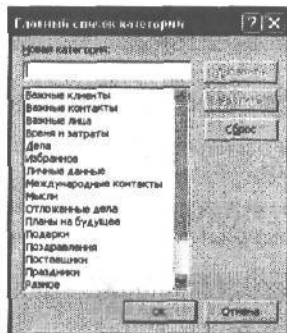 Главный список категорий
Новая категория:
Важные клиенты
Важные контакты
Важные лица
Время и затраты
Дела
Избранное
Личные данные
Международные контакты
Мысли
Отложенные дела
Планы на будущее
Подарки
Поздравления
Поставщики
Праздники
Разное
Сброс
ОК
Отмена